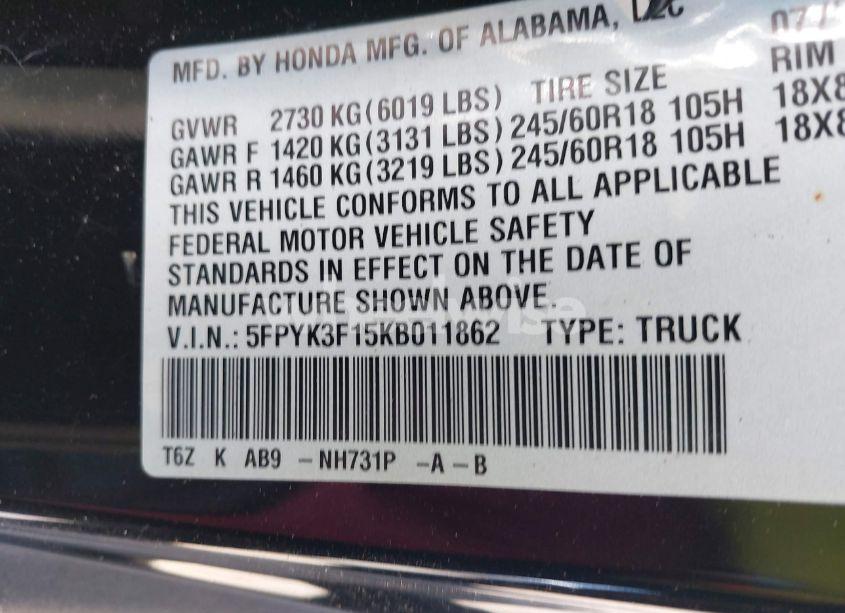 MFD. BY HONDA MFG. OF ALABAMA, LLC 07/
GVWR 2730 KG(6019 LBS) TIRE SIZE RIM
GAWR F 1420 KG(3131 LBS) 245/60R18 105H 18X8
GAWR R 1460 KG(3219 LBS) 245/60R18 105H 18X8
THIS VEHICLE CONFORMS TO ALL APPLICABLE
FEDERAL MOTOR VEHICLE SAFETY
STANDARDS IN EFFECT ON THE DATE OF
MANUFACTURE SHOWN ABOVE.
V.I.N.: 5FPYK3F15KB011862 TYPE: TRUCK
T6Z K AB9 -NH731P -A-B